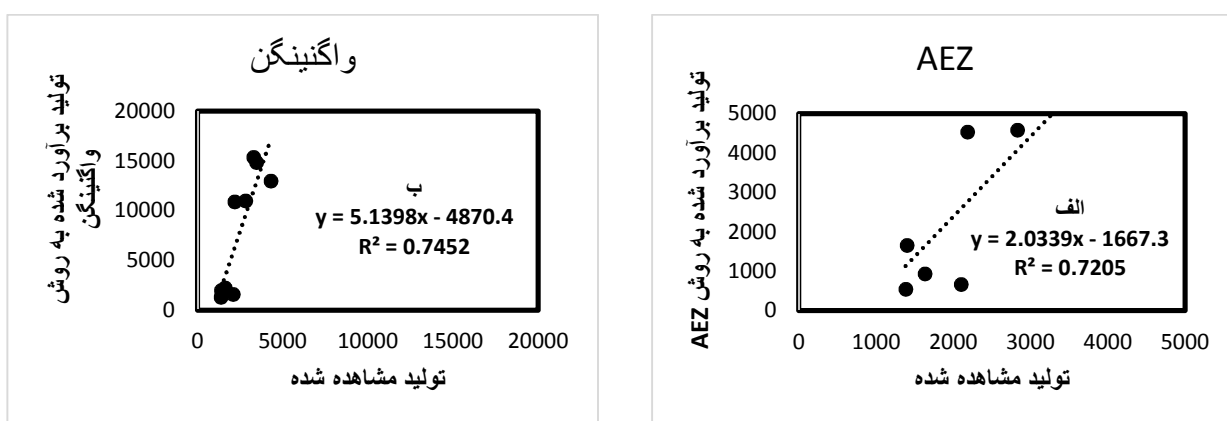 واگنینگن
تولید برآورد شده به روش
واگنینگن
20000
15000
10000
5000
0
ب
y = 5.1398x - 4870.4
R² = 0.7452
0 5000 10000 15000 20000
تولید مشاهده شده
AEZ
تولید برآورد شده به روش AEZ
5000
4000
3000
2000
1000
0
الف
y = 2.0339x - 1667.3
R² = 0.7205
0 1000 2000 3000 4000 5000
تولید مشاهده شده